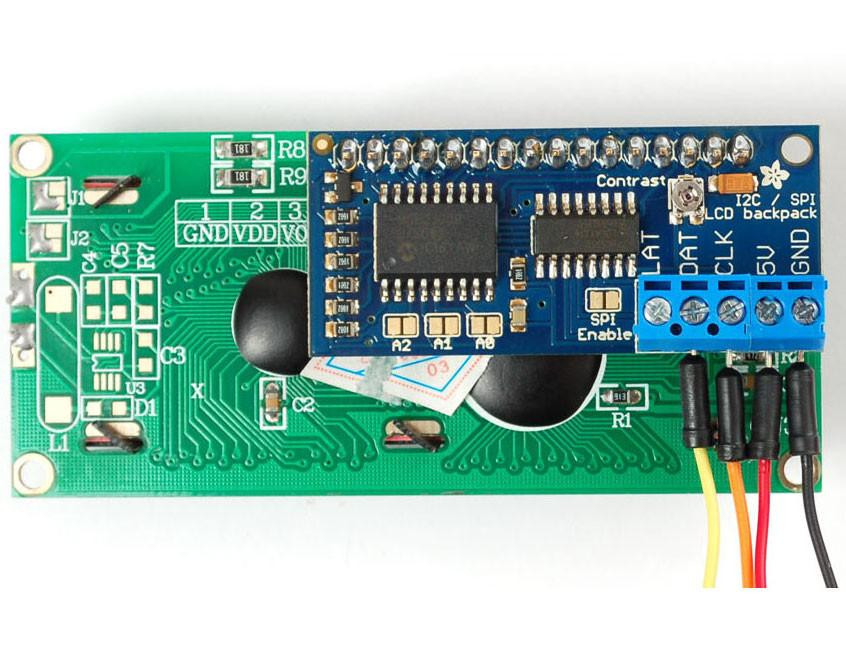 J1
J2
R8
R9
1 2 3
GND VDD VO
C4
C5
R7
C3
U3
D1
L1
X
C2
R1
Contrast
I2C / SPI
LCD backpack
LAT
DAT
CLK
5V
GND
SPI
Enable
A2
A1
A0
181
181
03